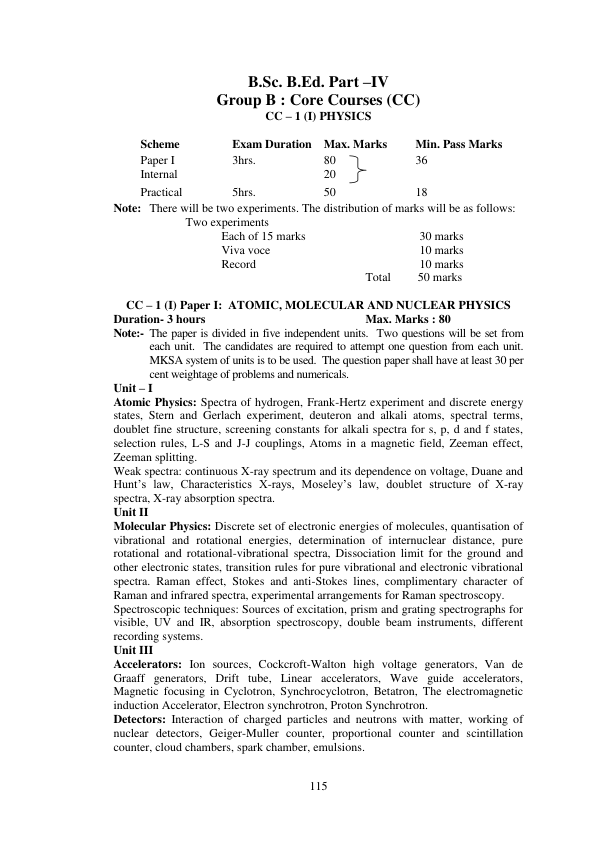 B.Sc. B.Ed. Part –IV
Group B : Core Courses (CC)
CC – 1 (I) PHYSICS
Scheme Exam Duration Max. Marks Min. Pass Marks
Paper I 3hrs. 80 36
Internal 20
Practical 5hrs. 50 18
Note: There will be two experiments. The distribution of marks will be as follows:
Two experiments
Each of 15 marks 30 marks
Viva voce 10 marks
Record 10 marks
Total 50 marks
CC – 1 (I) Paper I: ATOMIC, MOLECULAR AND NUCLEAR PHYSICS
Duration- 3 hours Max. Marks : 80
Note:- The paper is divided in five independent units. Two questions will be set from
each unit. The candidates are required to attempt one question from each unit.
MKSA system of units is to be used. The question paper shall have at least 30 per
cent weightage of problems and numericals.
Unit – I
Atomic Physics: Spectra of hydrogen, Frank-Hertz experiment and discrete energy
states, Stern and Gerlach experiment, deuteron and alkali atoms, spectral terms,
doublet fine structure, screening constants for alkali spectra for s, p, d and f states,
selection rules, L-S and J-J couplings, Atoms in a magnetic field, Zeeman effect,
Zeeman splitting.
Weak spectra: continuous X-ray spectrum and its dependence on voltage, Duane and
Hunt’s law, Characteristics X-rays, Moseley’s law, doublet structure of X-ray
spectra, X-ray absorption spectra.
Unit II
Molecular Physics: Discrete set of electronic energies of molecules, quantisation of
vibrational and rotational energies, determination of internuclear distance, pure
rotational and rotational-vibrational spectra, Dissociation limit for the ground and
other electronic states, transition rules for pure vibrational and electronic vibrational
spectra. Raman effect, Stokes and anti-Stokes lines, complimentary character of
Raman and infrared spectra, experimental arrangements for Raman spectroscopy.
Spectroscopic techniques: Sources of excitation, prism and grating spectrographs for
visible, UV and IR, absorption spectroscopy, double beam instruments, different
recording systems.
Unit III
Accelerators: Ion sources, Cockcroft-Walton high voltage generators, Van de
Graaff generators, Drift tube, Linear accelerators, Wave guide accelerators,
Magnetic focusing in Cyclotron, Synchrocyclotron, Betatron, The electromagnetic
induction Accelerator, Electron synchrotron, Proton Synchrotron.
Detectors: Interaction of charged particles and neutrons with matter, working of
nuclear detectors, Geiger-Muller counter, proportional counter and scintillation
counter, cloud chambers, spark chamber, emulsions.
115